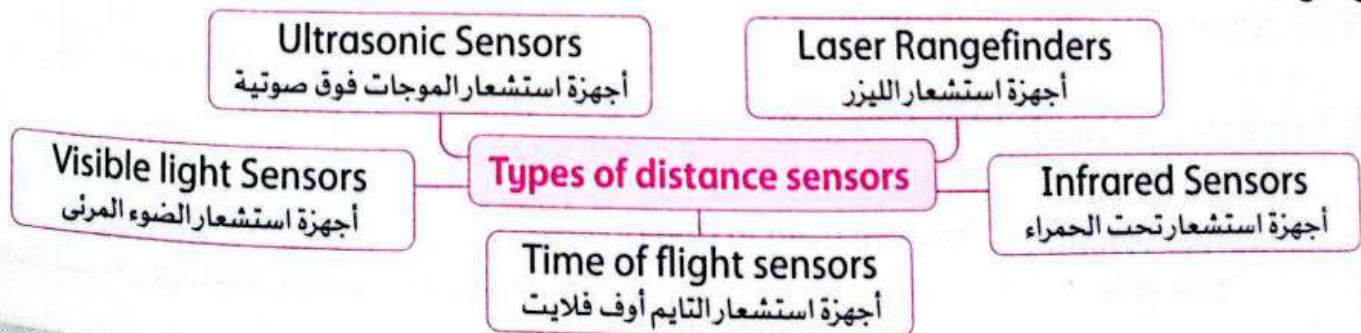 Ultrasonic Sensors
أجهزة استشعار الموجات فوق صوتية
Laser Rangefinders
أجهزة استشعار الليزر
Visible light Sensors
أجهزة استشعار الضوء المرئى
Types of distance sensors
Infrared Sensors
أجهزة استشعار تحت الحمراء
Time of flight sensors
أجهزة استشعار التايم أوف فلايت